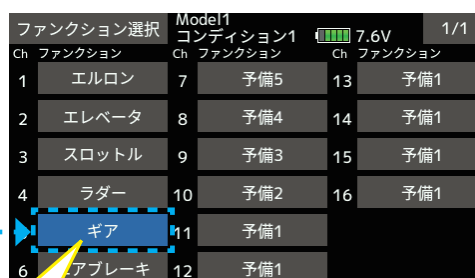 ファンクション選択 Model1 コンディション1 7.6V 1/1
Ch ファンクション Ch ファンクション Ch ファンクション
1 エルロン 7 予備5 13 予備1
2 エレベータ 8 予備4 14 予備1
3 スロットル 9 予備3 15 予備1
4 ラダー 10 予備2 16 予備1
ギア 11 予備1
6 アブレーキ 12 予備1